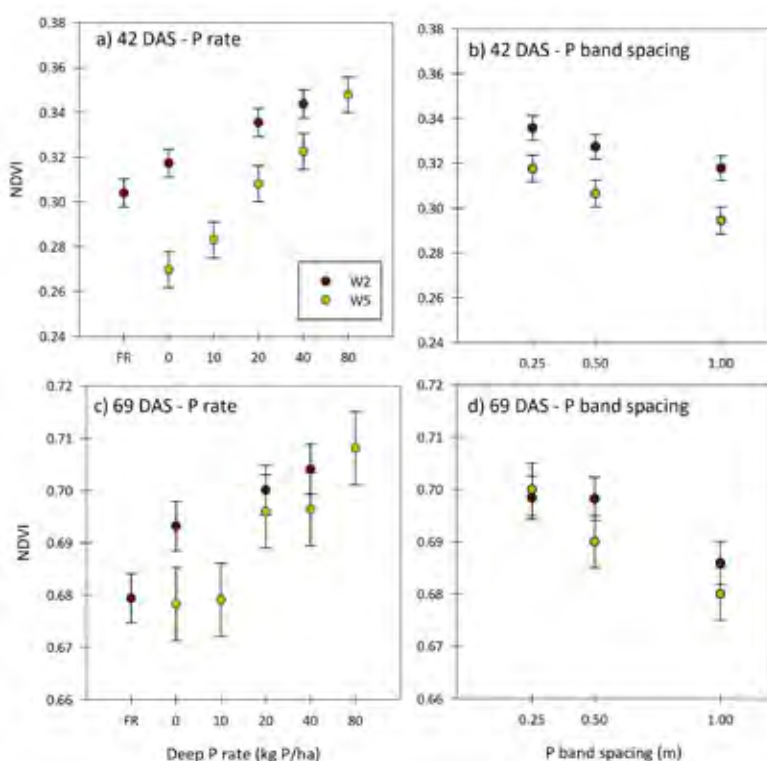 a) 42 DAS - P rate
0.38
0.36
0.34
0.32
0.30
0.28
0.26
0.24
NDVI
W2
W5
FR 0 10 20 40 80
b) 42 DAS - P band spacing
0.38
0.36
0.34
0.32
0.30
0.28
0.26
0.24
0.25 0.50 1.00
c) 69 DAS - P rate
0.72
0.71
0.70
0.69
0.68
0.67
0.66
NDVI
FR 0 10 20 40 80
Deep P rate (kg P/ha)
d) 69 DAS - P band spacing
0.72
0.71
0.70
0.69
0.68
0.67
0.66
0.25 0.50 1.00
P band spacing (m)